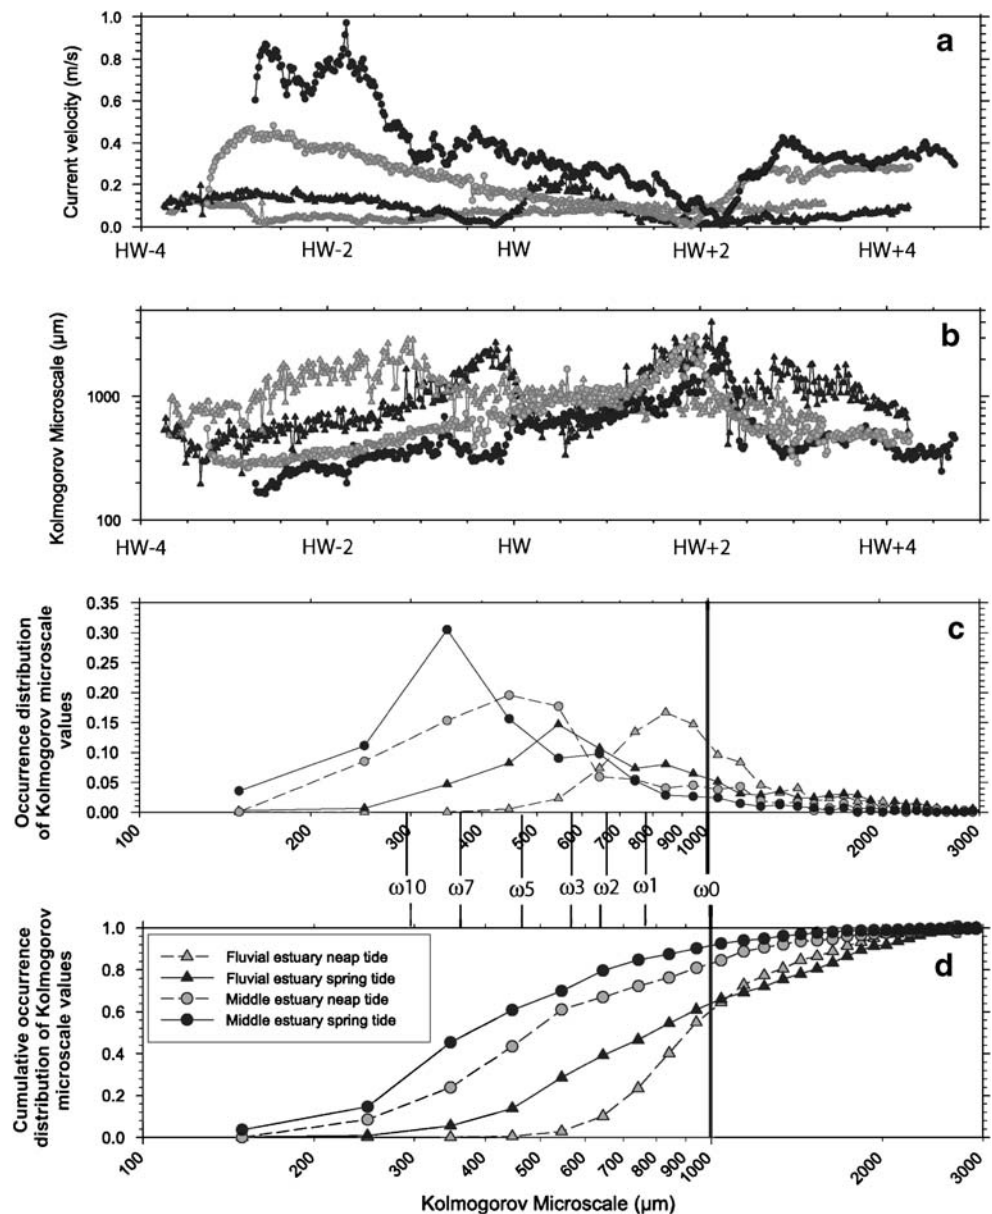 a
1.0
0.8
0.6
0.4
0.2
0.0
Current velocity (m/s)
HW-4 HW-2 HW HW+2 HW+4
b
1000
100
Kolmogorov Microscale (µm)
HW-4 HW-2 HW HW+2 HW+4
c
0.35
0.30
0.25
0.20
0.15
0.10
0.05
0.00
Occurrence distribution
of Kolmogorov microscale
values
100 200 300 400 500 600 700 800 900 1000 2000 3000
ω10 ω7 ω5 ω3 ω2 ω1 ω0
d
1.0
0.8
0.6
0.4
0.2
0.0
Cumulative occurrence
distribution of Kolmogorov
microscale values
Fluvial estuary neap tide
Fluvial estuary spring tide
Middle estuary neap tide
Middle estuary spring tide
100 200 300 400 500 600 700 800 900 1000 2000 3000
Kolmogorov Microscale (µm)